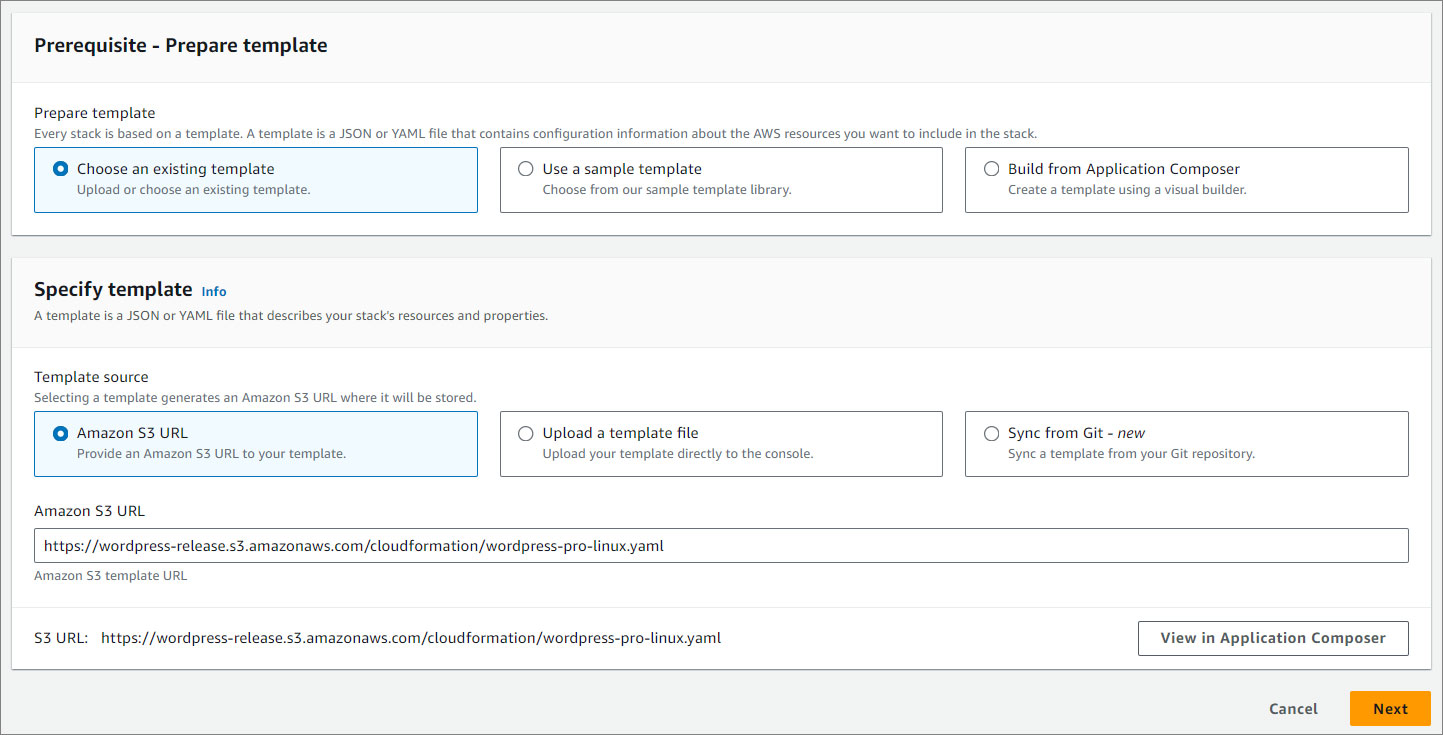 Prerequisite - Prepare template
Prepare template
Every stack is based on a template. A template is a JSON or YAML file that contains configuration information about the AWS resources you want to include in the stack.
Choose an existing template
Upload or choose an existing template.
Use a sample template
Choose from our sample template library.
Build from Application Composer
Create a template using a visual builder.
Specify template Info
A template is a JSON or YAML file that describes your stack's resources and properties.
Template source
Selecting a template generates an Amazon S3 URL where it will be stored.
Amazon S3 URL
Provide an Amazon S3 URL to your template.
Upload a template file
Upload your template directly to the console.
Sync from Git - new
Sync a template from your Git repository.
Amazon S3 URL
https://wordpress-release.s3.amazonaws.com/cloudformation/wordpress-pro-linux.yaml
Amazon S3 template URL
S3 URL: https://wordpress-release.s3.amazonaws.com/cloudformation/wordpress-pro-linux.yaml
View in Application Composer
Cancel
Next